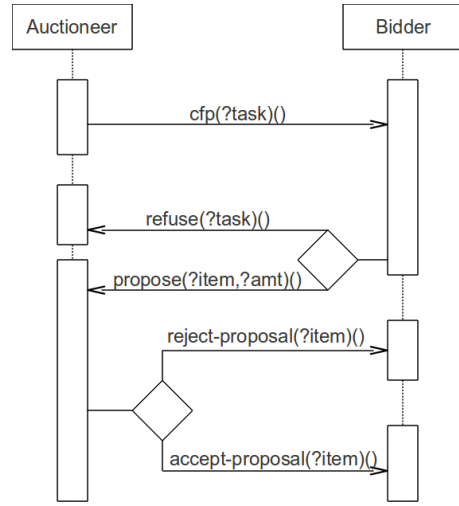 Auctioneer
Bidder
cfp(?task)()
refuse(?task)()
propose(?item,?amt)()
reject-proposal(?item)()
accept-proposal(?item)()